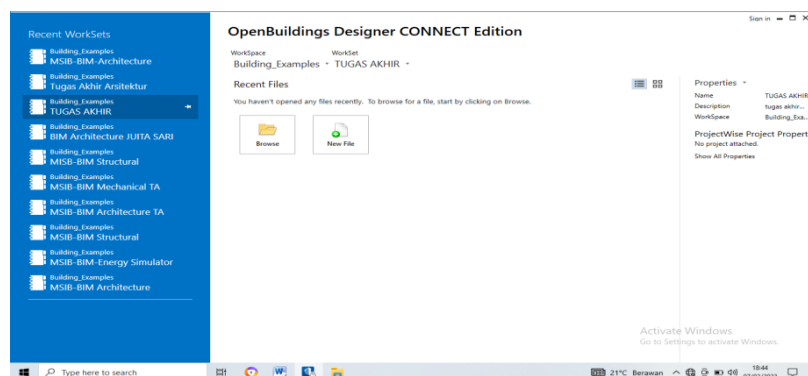 Sign in
Recent WorkSets
Building_Examples
MSIB-BIM-Architecture
Building_Examples
Tugas Akhir Arsitektur
Building_Examples
TUGAS AKHIR
Building_Examples
BIM Architecture JUITA SARI
Building_Examples
MISB-BIM Structural
Building_Examples
MSIB-BIM Mechanical TA
Building_Examples
MSIB-BIM Architecture TA
Building_Examples
MSIB-BIM Structural
Building_Examples
MSIB-BIM-Energy Simulator
Building_Examples
MSIB-BIM Architecture
OpenBuildings Designer CONNECT Edition
WorkSpace WorkSet
Building_Examples TUGAS AKHIR
Recent Files
You haven't opened any files recently. To browse for a file, start by clicking on Browse.
Browse New File
Properties
Name TUGAS AKHIR
Description tugas akhir...
WorkSpace Building_Exa...
ProjectWise Project Propert
No project attached.
Show All Properties
Activate Windows
Go to Settings to activate Windows.
Type here to search
21°C Berawan
18:44